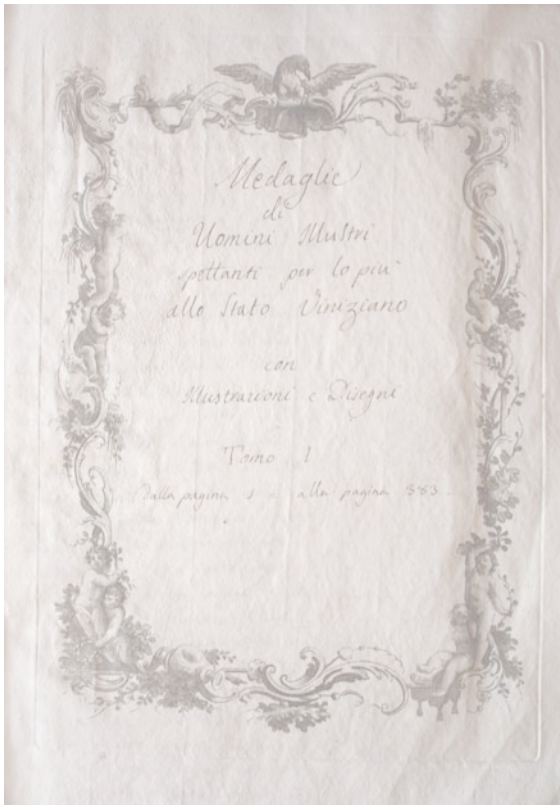 Medaglie
di
Uomini Illustri
spettanti per lo più
allo Stato Viniziano
con
Illustrazioni e Disegni
Tomo I
Dalla pagina 1 alla pagina 383.